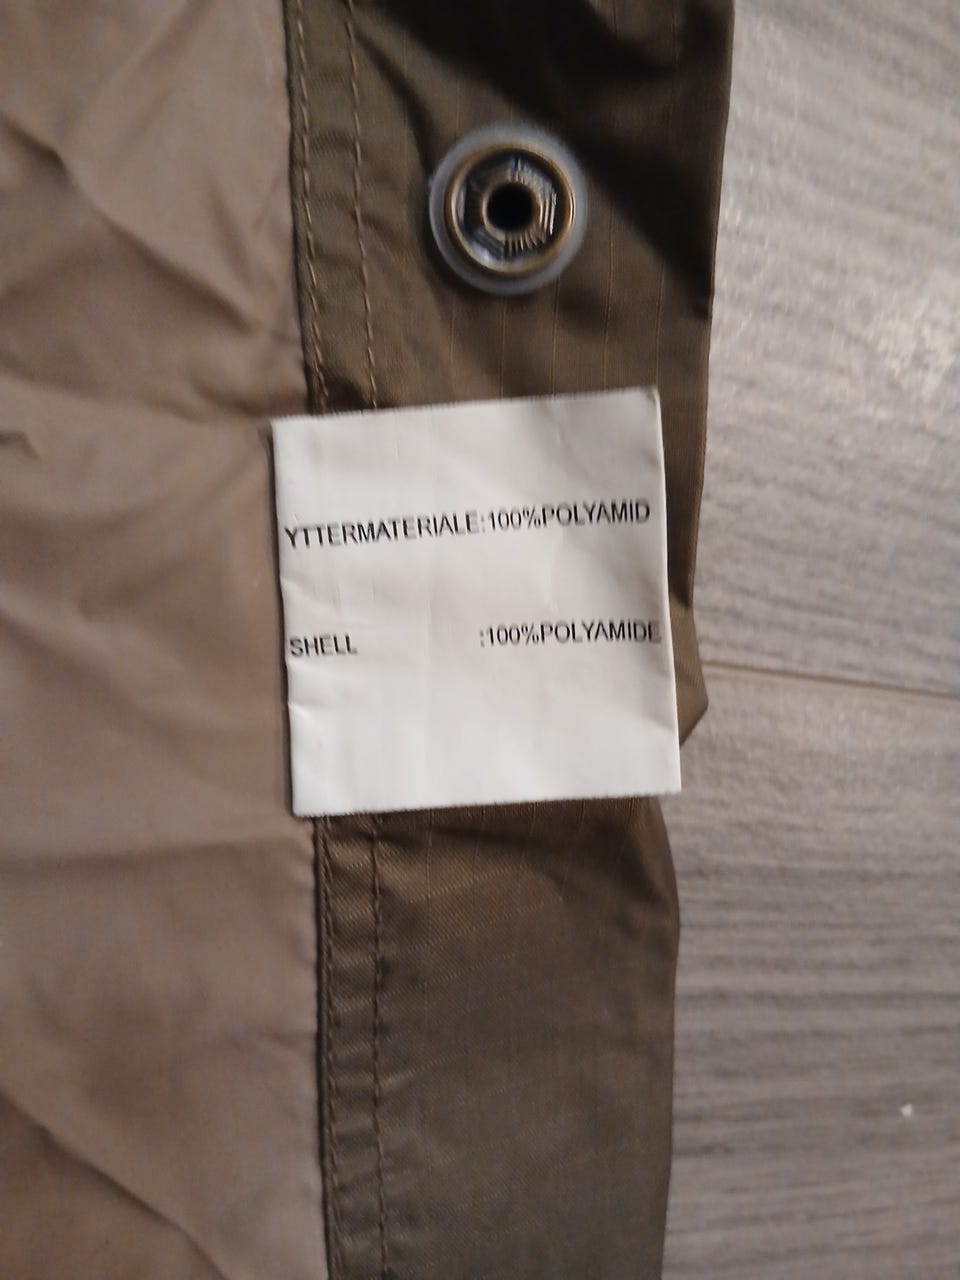 YTTERMATERIALE:100%POLYAMID
SHELL :100%POLYAMIDE